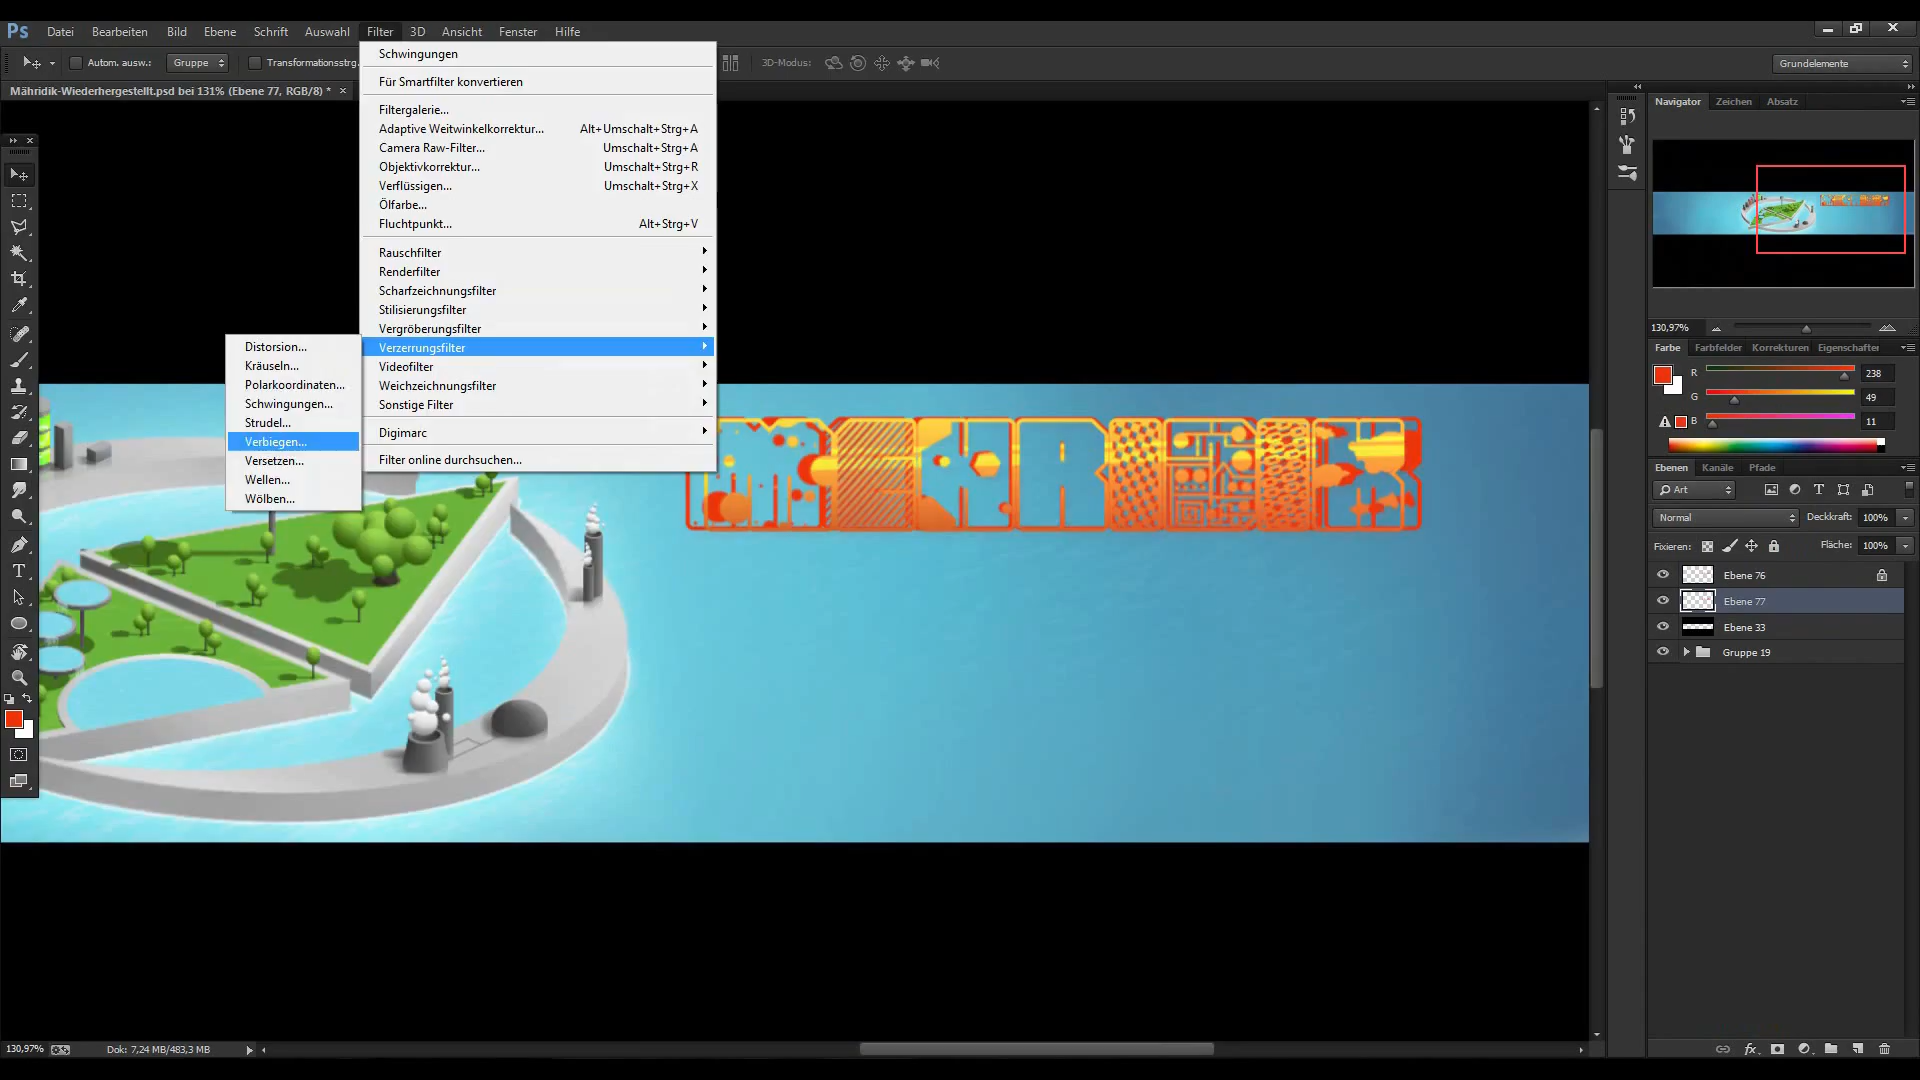 Ps Datei Bearbeiten Bild Ebene Schrift Auswahl Filter 3D Ansicht Fenster Hilfe
Autom. ausw.: Gruppe Transformationsstrg. 3D-Modus: Grundelemente
Mähridik-Wiederhergestellt.psd bei 131% (Ebene 77, RGB/8) *
Schwingungen
Für Smartfilter konvertieren
Filtergalerie...
Adaptive Weitwinkelkorrektur... Alt+Umschalt+Strg+A
Camera Raw-Filter... Umschalt+Strg+A
Objektivkorrektur... Umschalt+Strg+R
Verflüssigen... Umschalt+Strg+X
Ölfarbe...
Fluchtpunkt... Alt+Strg+V
Rauschfilter
Renderfilter
Scharfzeichnungsfilter
Stilisierungsfilter
Vergröberungsfilter
Verzerrungsfilter
Videofilter
Weichzeichnungsfilter
Sonstige Filter
Digimarc
Filter online durchsuchen...
Distorsion...
Kräuseln...
Polarkoordinaten...
Schwingungen...
Strudel...
Verbiegen...
Versetzen...
Wellen...
Wölben...
Navigator Zeichen Absatz
130,97%
Farbe Farbfelder Korrekturen Eigenschafter
R 238
G 49
B 11
Ebenen Kanäle Pfade
Art
Normal Deckkraft: 100%
Fixieren: Fläche: 100%
Ebene 76
Ebene 77
Ebene 33
Gruppe 19
130,97% Dok: 7,24 MB/483,3 MB